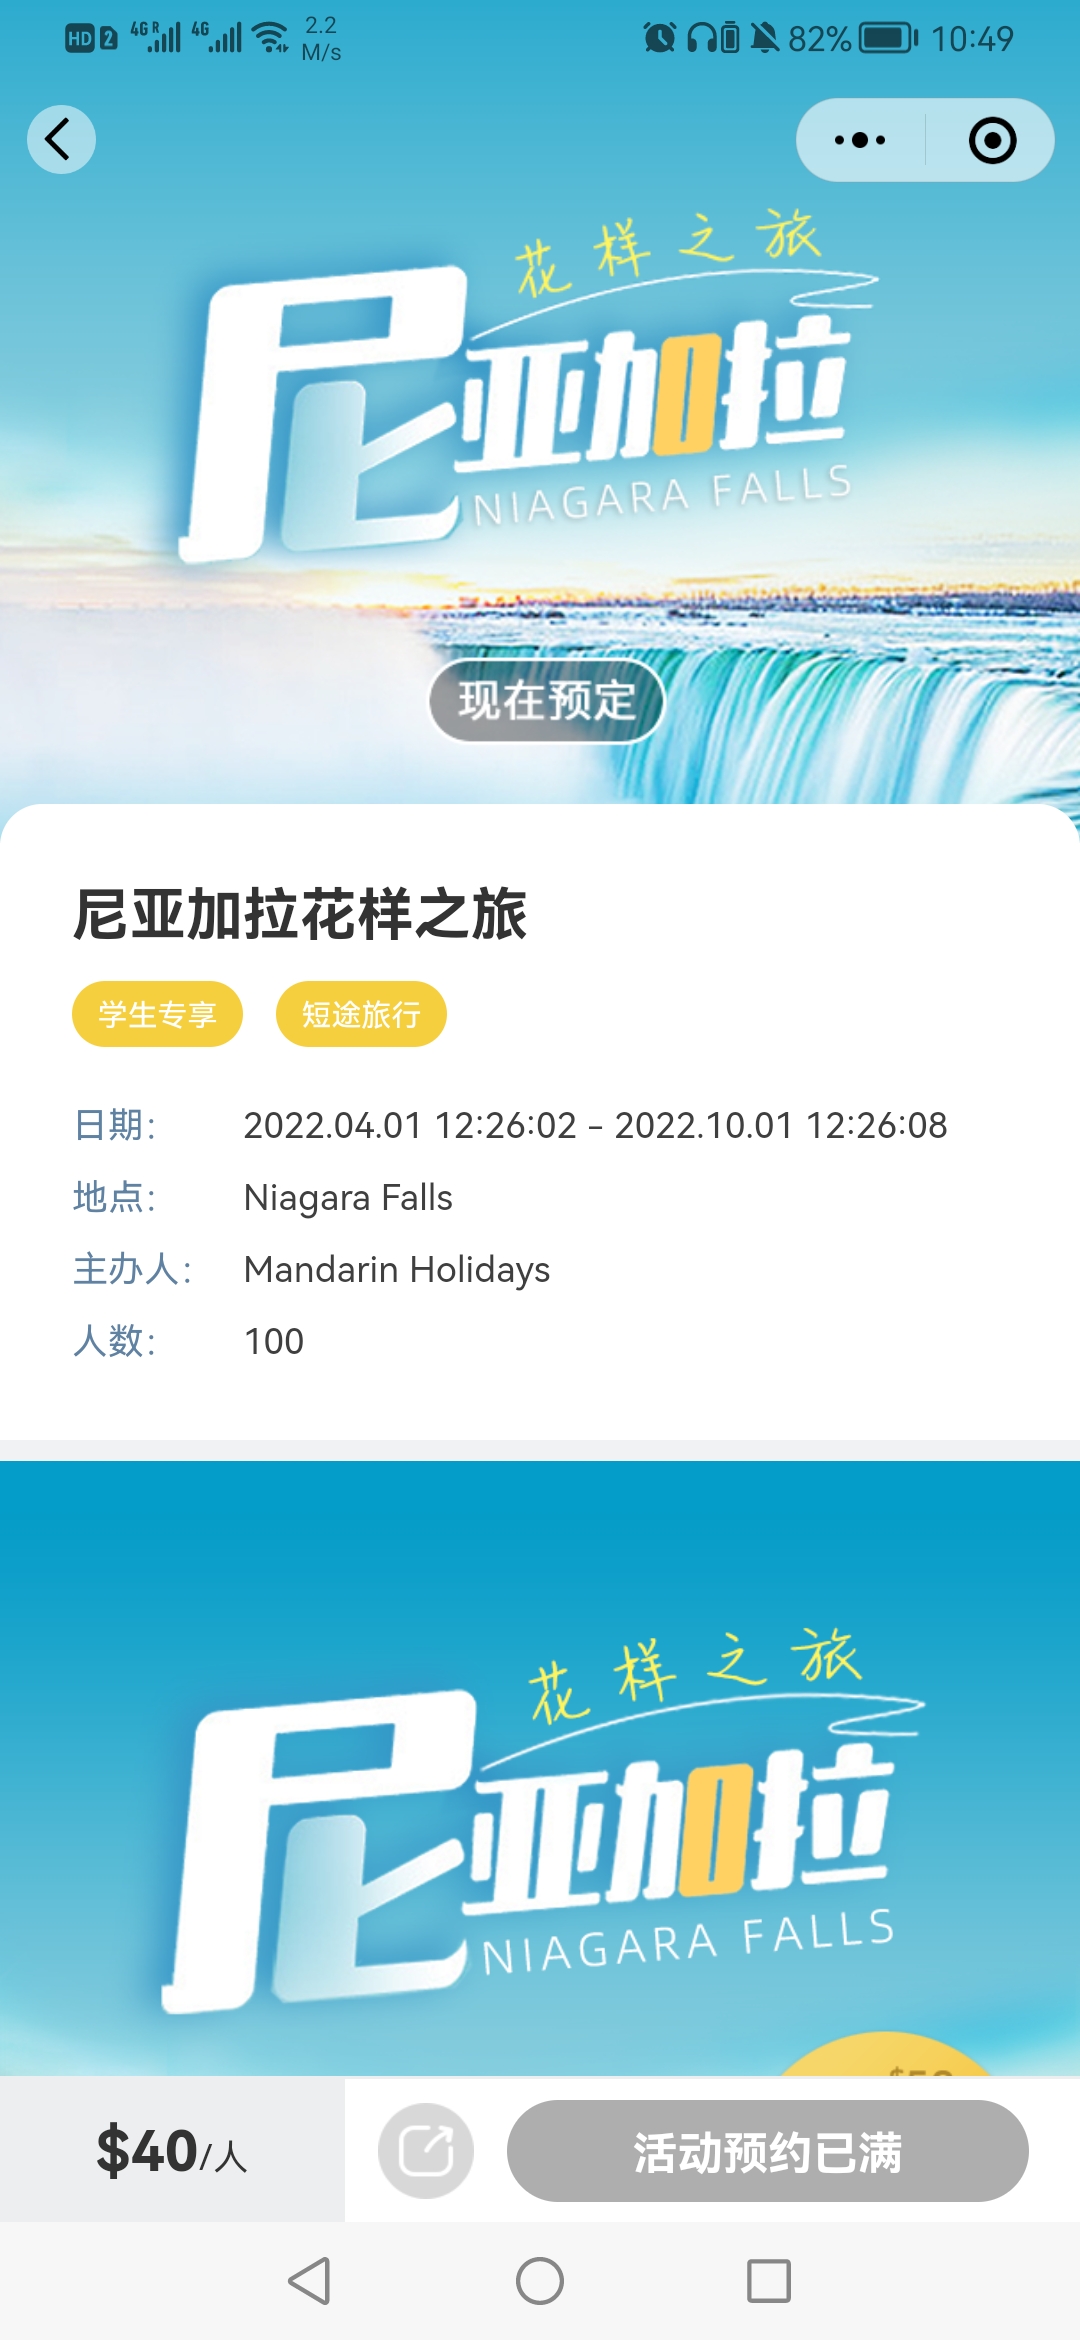 HD 2 4G R 4G 2.2 M/s 82% 10:49
花样之旅
尼亚加拉
NIAGARA FALLS
现在预定
尼亚加拉花样之旅
学生专享 短途旅行
日期： 2022.04.01 12:26:02 - 2022.10.01 12:26:08
地点： Niagara Falls
主办人： Mandarin Holidays
人数： 100
花样之旅
尼亚加拉
NIAGARA FALLS
$40/人 活动预约已满